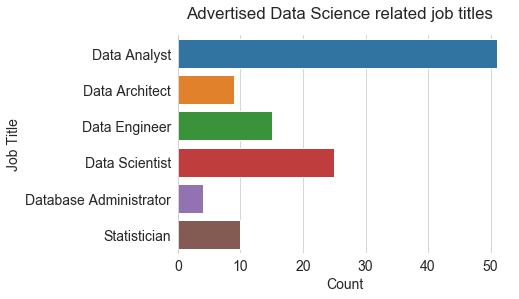 Advertised Data Science related job titles
Job Title
Data Analyst
Data Architect
Data Engineer
Data Scientist
Database Administrator
Statistician
0 10 20 30 40 50
Count